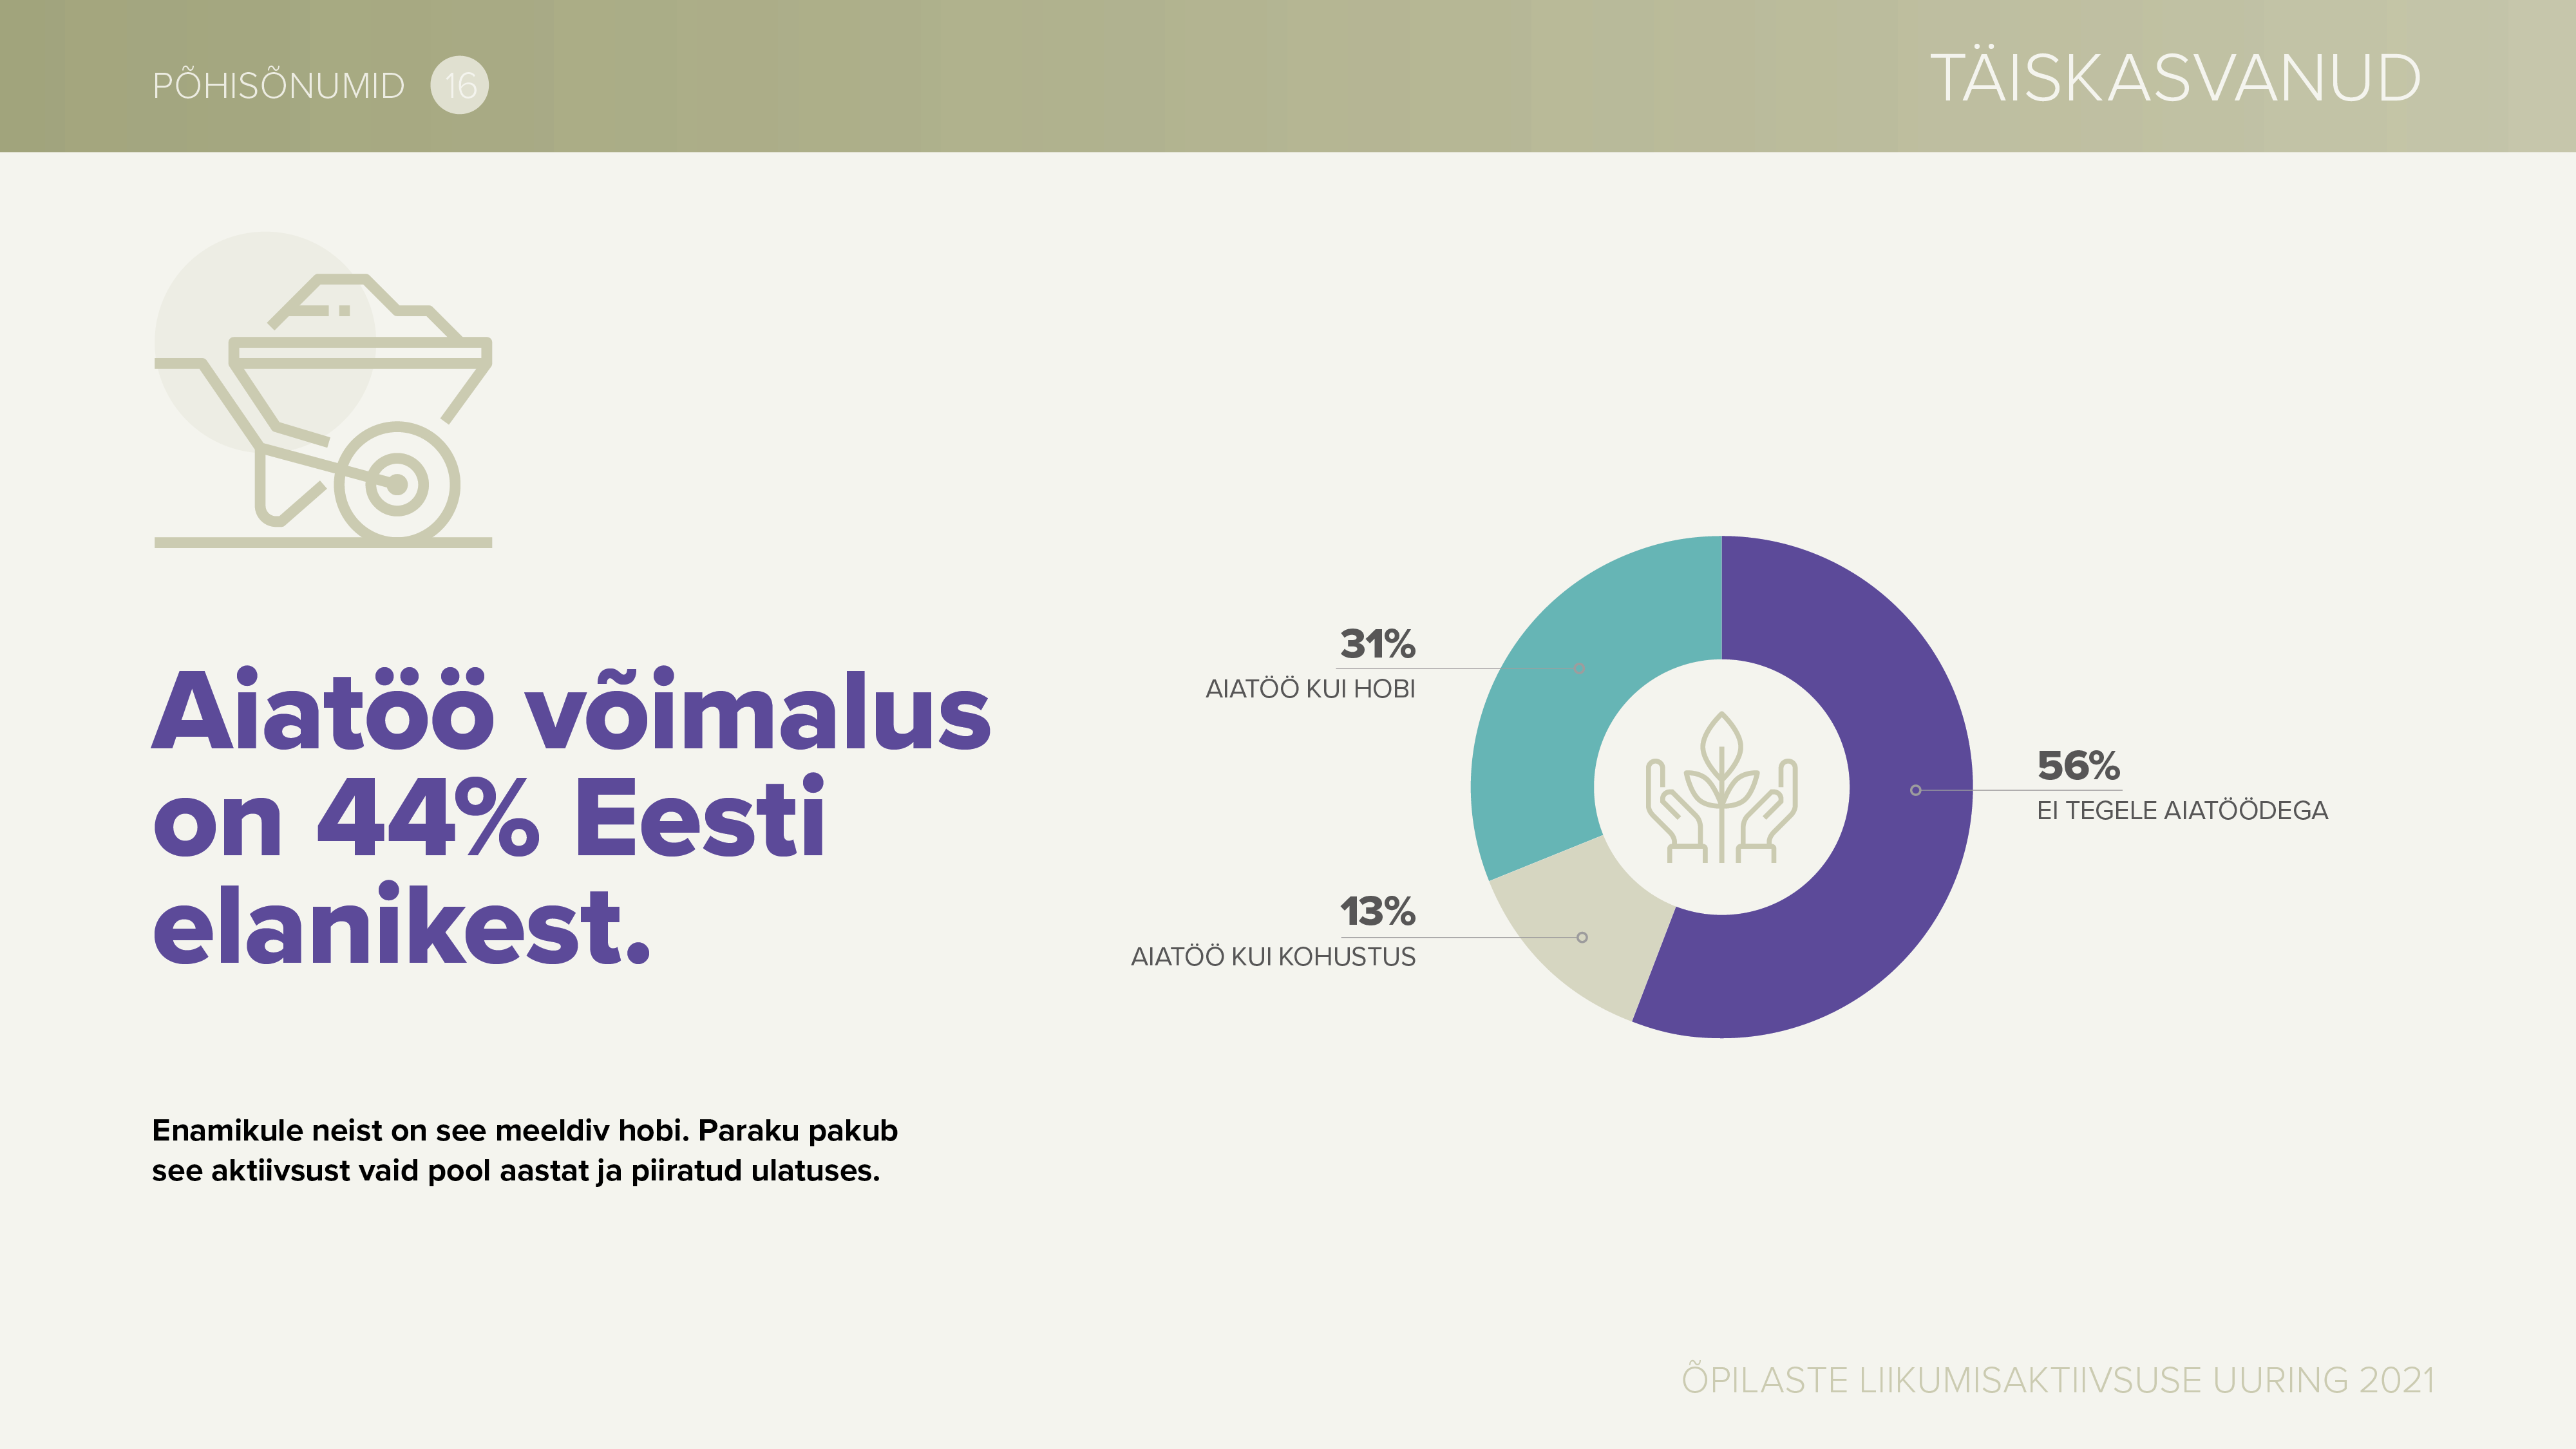 PÕHISÕNUMID 16
TÄISKASVANUD
Aiatöö võimalus
on 44% Eesti
elanikest.
Enamikule neist on see meeldiv hobi. Paraku pakub
see aktiivsust vaid pool aastat ja piiratud ulatuses.
31%
AIATÖÖ KUI HOBI
56%
EI TEGELE AIATÖÖDEGA
13%
AIATÖÖ KUI KOHUSTUS
ÕPILASTE LIIKUMISAKTIIVSUSE UURING 2021